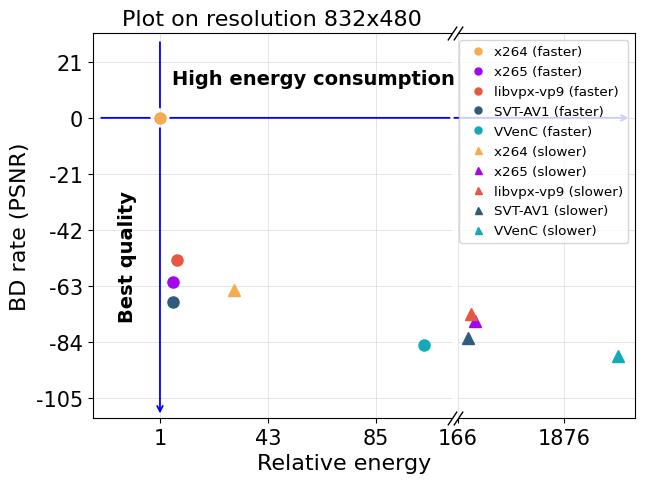 Plot on resolution 832x480
21
0
-21
-42
-63
-84
-105
BD rate (PSNR)
High energy consumption
Best quality
x264 (faster)
x265 (faster)
libvpx-vp9 (faster)
SVT-AV1 (faster)
VVenC (faster)
x264 (slower)
x265 (slower)
libvpx-vp9 (slower)
SVT-AV1 (slower)
VVenC (slower)
1 43 85 166 1876
Relative energy